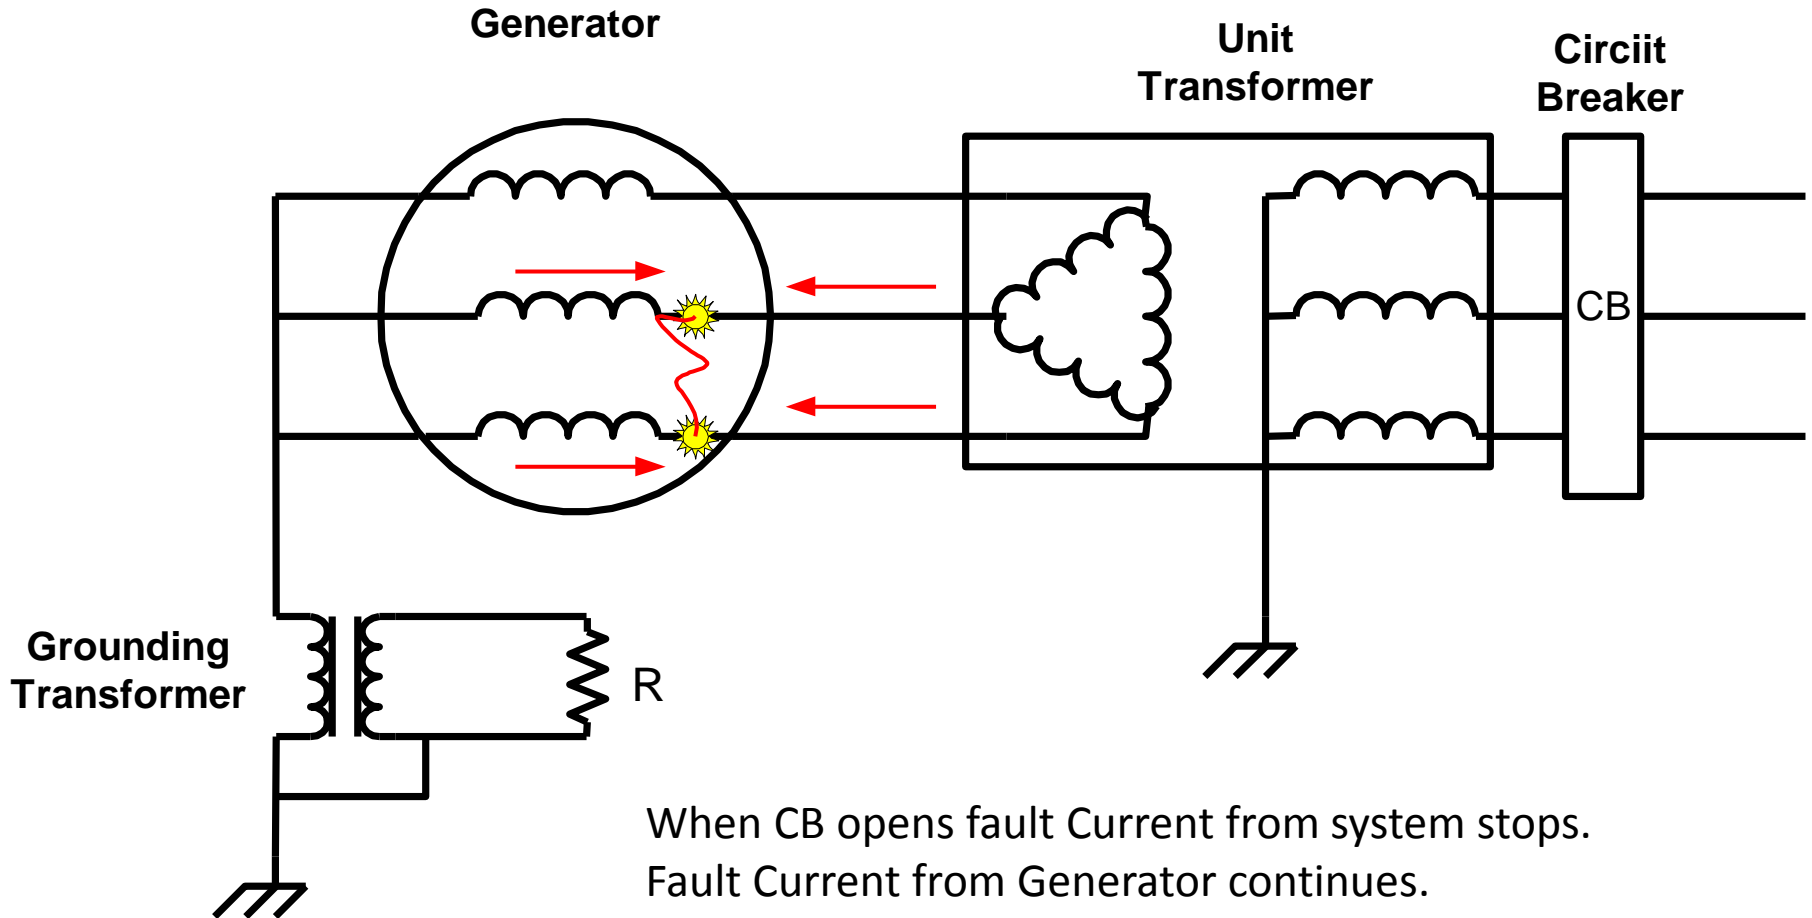 Generator
Unit
Transformer
Circiit
Breaker
CB
Grounding
Transformer
R
When CB opens fault Current from system stops.
Fault Current from Generator continues.